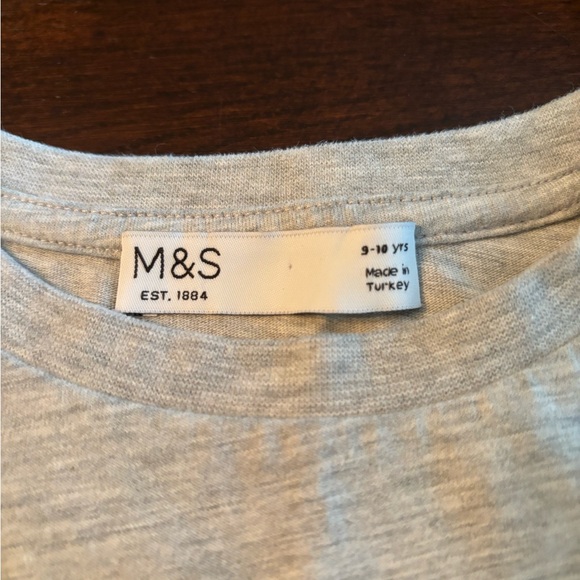 M&S
EST. 1884
9-10 yrs
Made in
Turkey